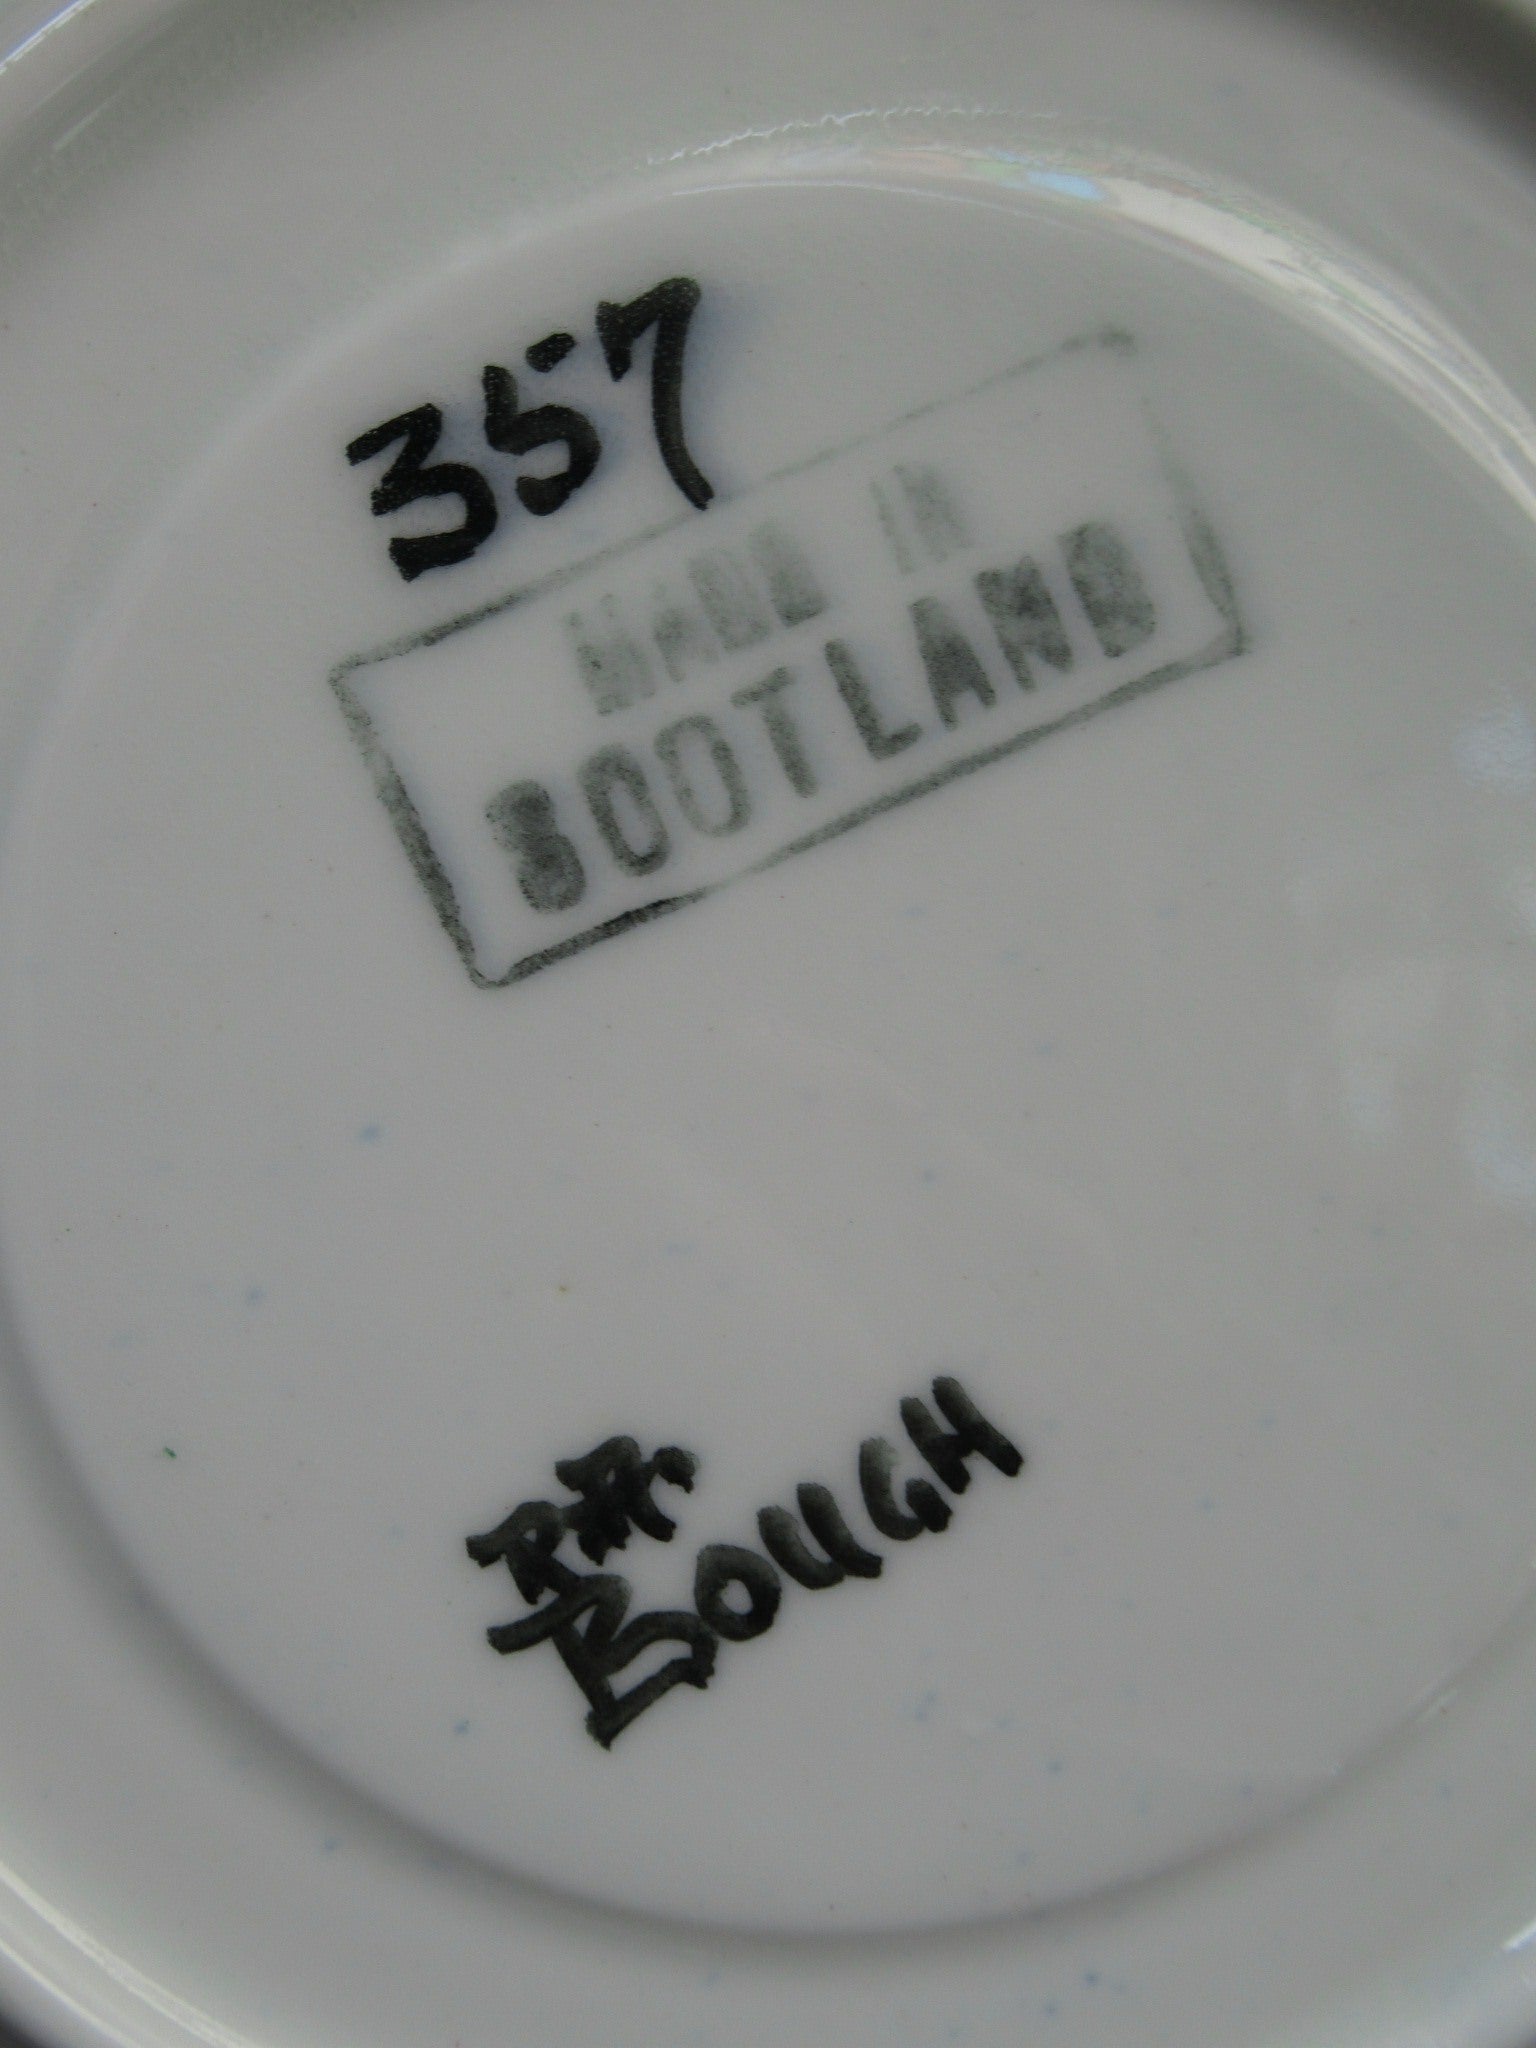 357
MADE IN
SCOTLAND
BOUGH